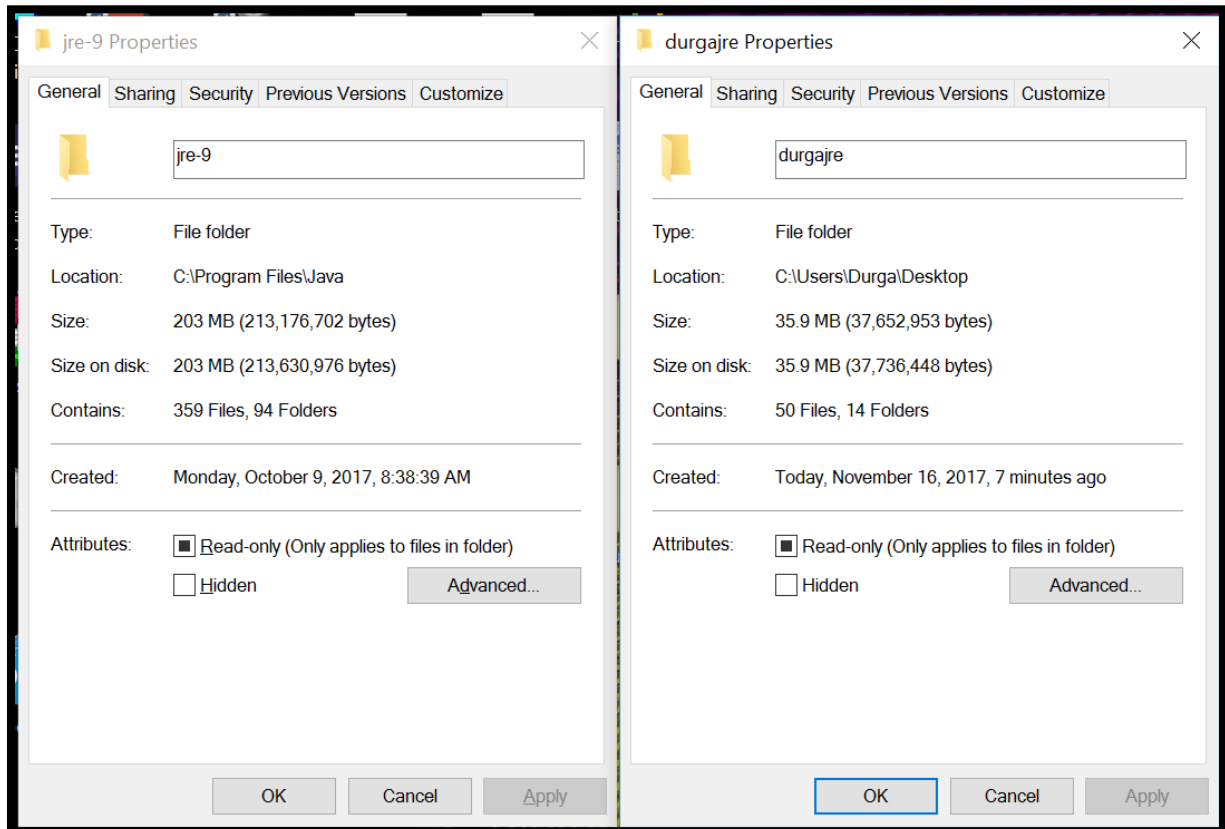 jre-9 Properties
General Sharing Security Previous Versions Customize
jre-9
Type: File folder
Location: C:\Program Files\Java
Size: 203 MB (213,176,702 bytes)
Size on disk: 203 MB (213,630,976 bytes)
Contains: 359 Files, 94 Folders
Created: Monday, October 9, 2017, 8:38:39 AM
Attributes: Read-only (Only applies to files in folder)
Hidden Advanced...
OK Cancel Apply
durgajre Properties
General Sharing Security Previous Versions Customize
durgajre
Type: File folder
Location: C:\Users\Durga\Desktop
Size: 35.9 MB (37,652,953 bytes)
Size on disk: 35.9 MB (37,736,448 bytes)
Contains: 50 Files, 14 Folders
Created: Today, November 16, 2017, 7 minutes ago
Attributes: Read-only (Only applies to files in folder)
Hidden Advanced...
OK Cancel Apply